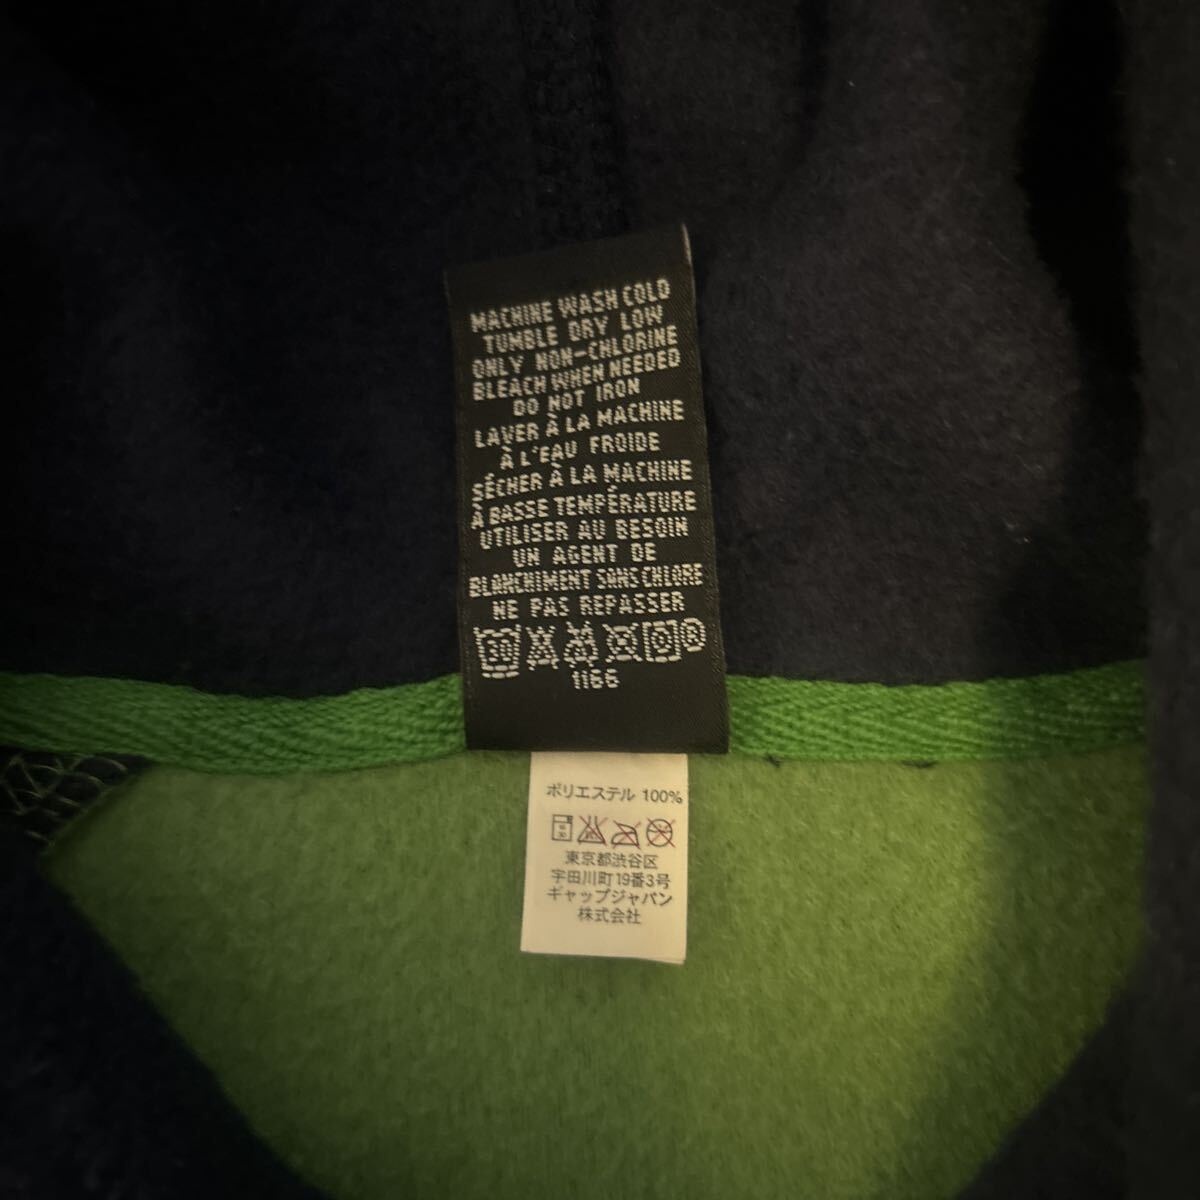 MACHINE WASH COLD
TUMBLE DRY LOW
ONLY NON-CHLORINE
BLEACH WHEN NEEDED
DO NOT IRON
LAVER À LA MACHINE
À L'EAU FROIDE
SÉCHER À LA MACHINE
À BASSE TEMPÉRATURE
UTILISER AU BESOIN
UN AGENT DE
BLANCHIMENT SANS CHLORE
NE PAS REPASSER
30
1166
ポリエステル 100%
東京都渋谷区
宇田川町19番3号
ギャップジャパン
株式会社